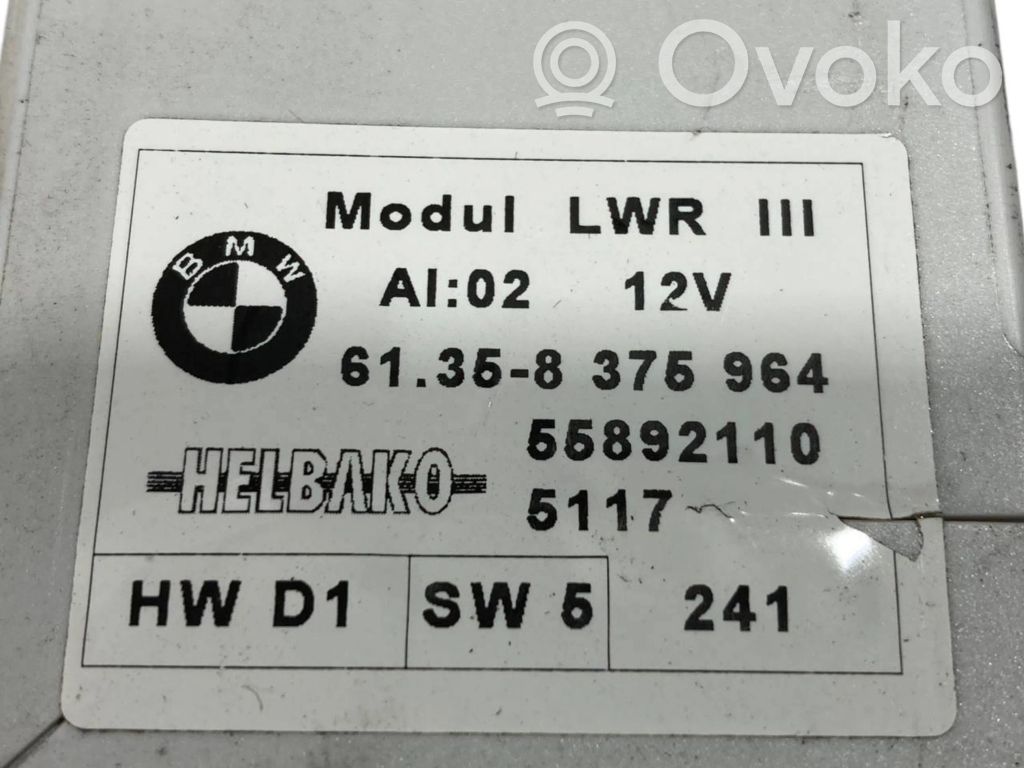 Ovoko
Modul LWR III
BMW
AI:02 12V
61.35-8 375 964
55892110
HELBAKO
5117
HW D1 SW 5 241